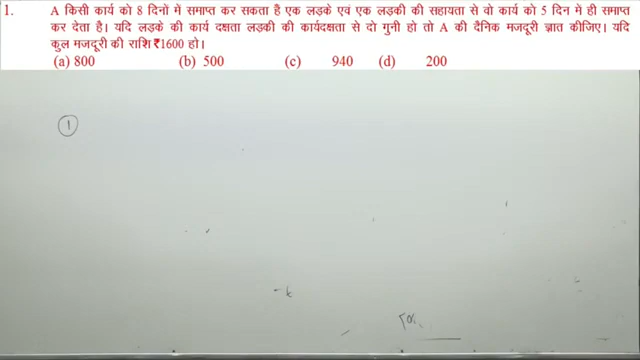 1. A किसी कार्य को 8 दिनों में समाप्त कर सकता है एक लड़के एवं एक लड़की की सहायता से वो कार्य को 5 दिन में ही समाप्त
कर देता है। यदि लड़के की कार्य दक्षता लड़की की कार्यदक्षता से दो गुनी हो तो A की दैनिक मजदूरी ज्ञात कीजिए। यदि
कुल मजदूरी की राशि ₹1600 हो।
(a) 800 (b) 500 (c) 940 (d) 200
1